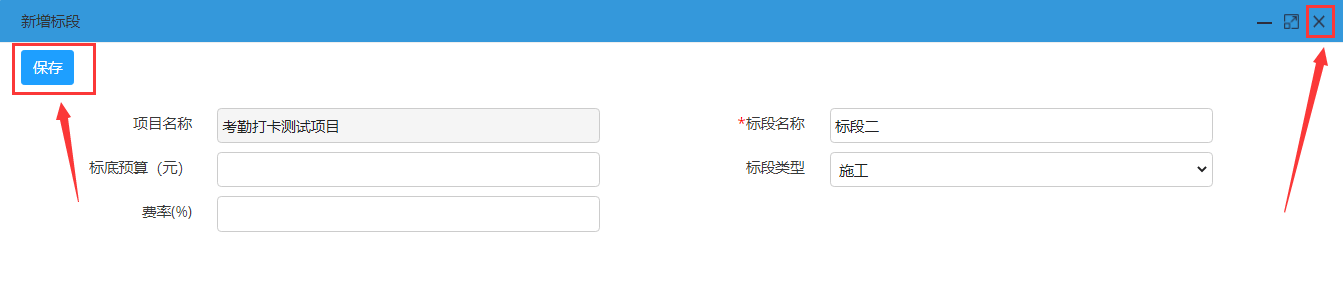 新增标段
保存
项目名称 考勤打卡测试项目 *标段名称 标段二
标底预算（元） 标段类型 施工
费率(%)